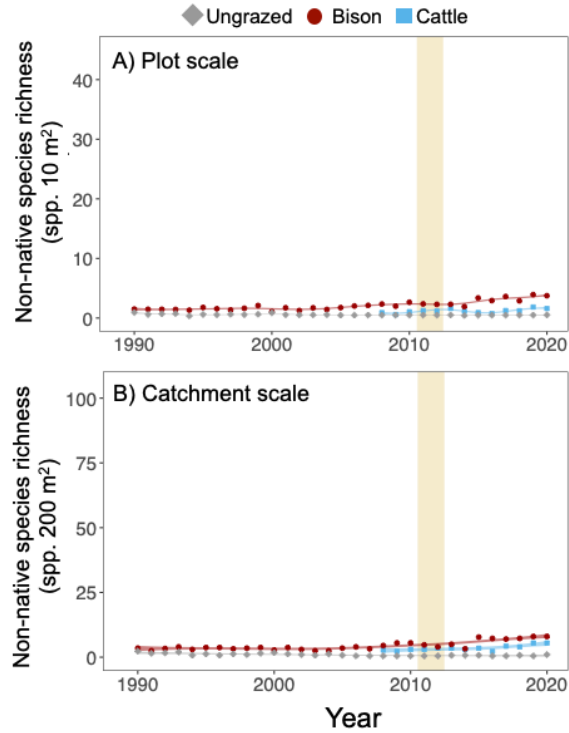 Ungrazed Bison Cattle
A) Plot scale
Non-native species richness
(spp. 10 m²)
40
30
20
10
0
1990 2000 2010 2020
B) Catchment scale
Non-native species richness
(spp. 200 m²)
100
75
50
25
0
1990 2000 2010 2020
Year